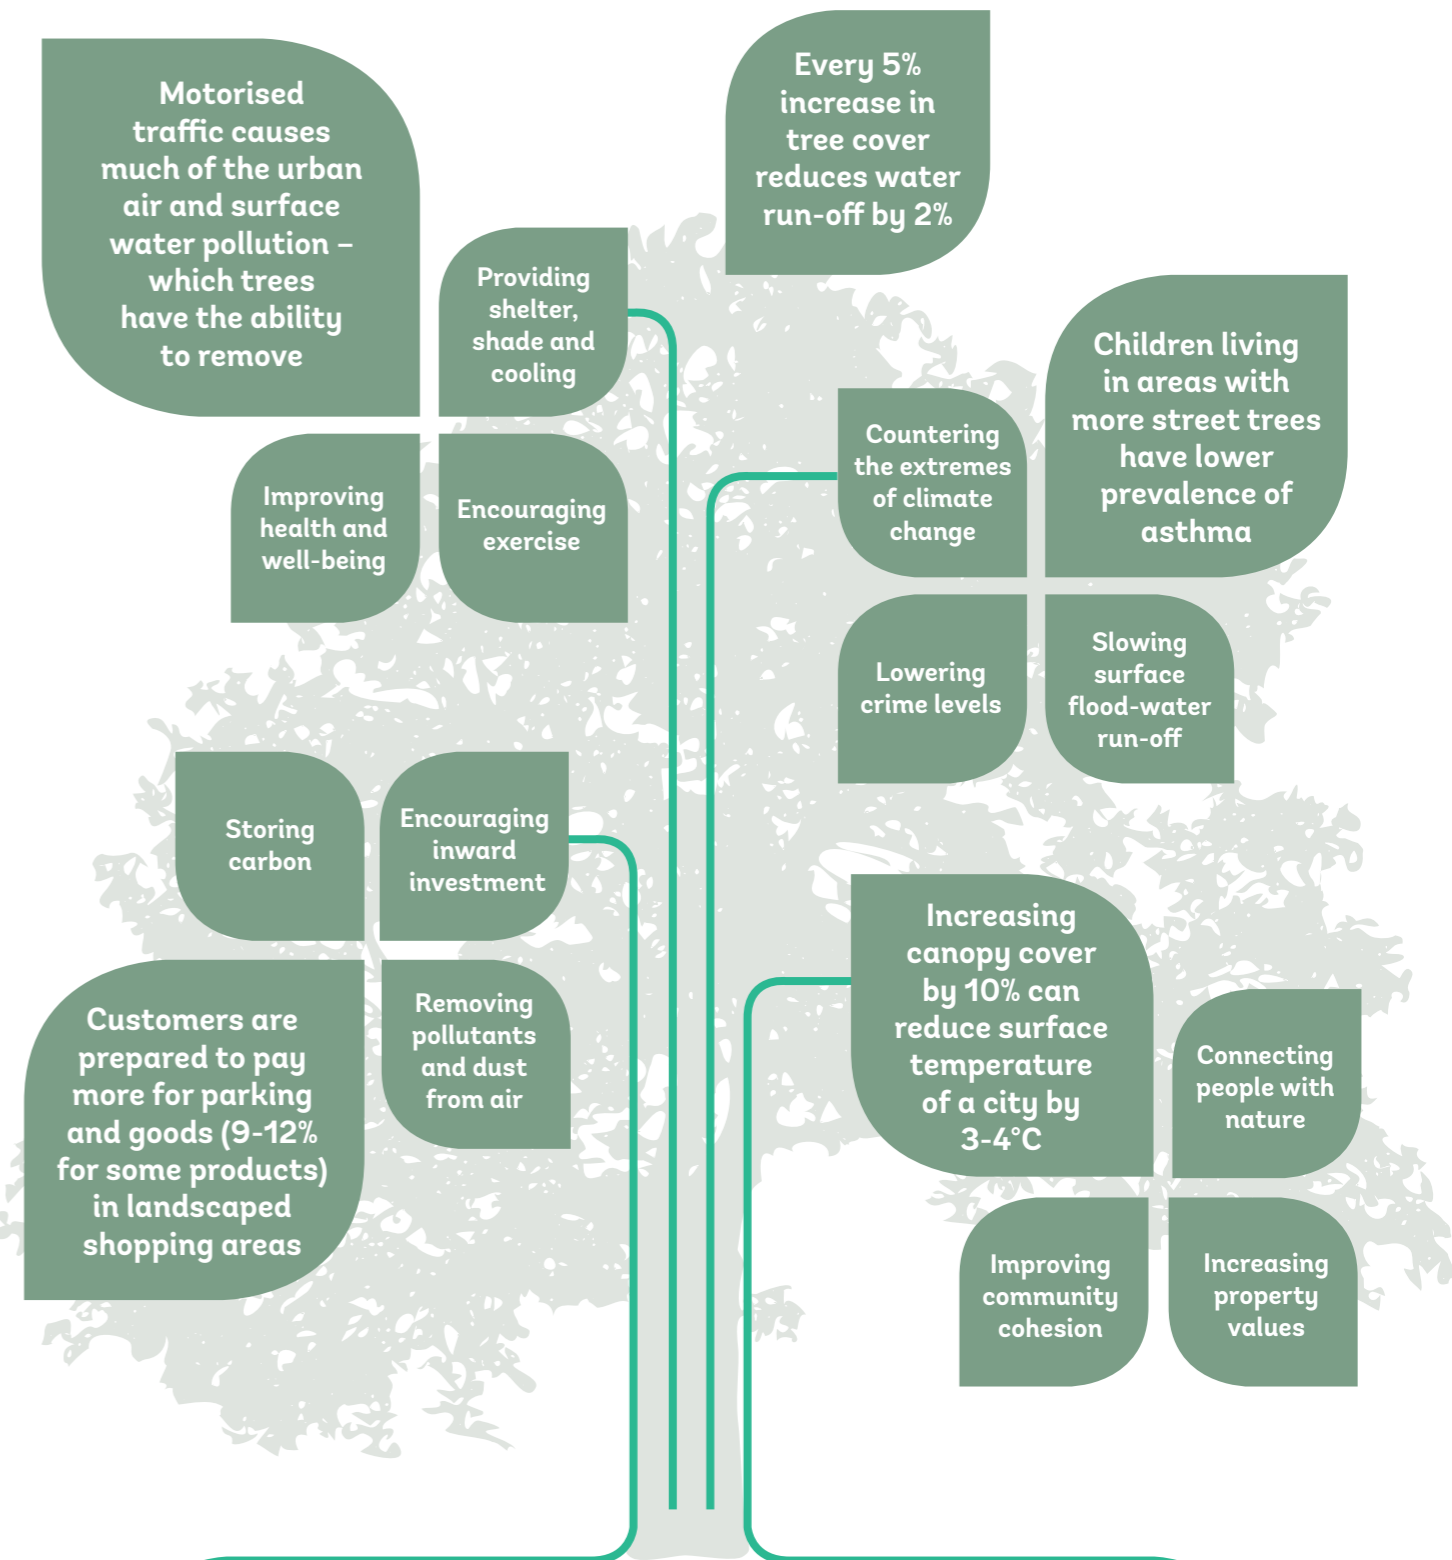 Motorised
traffic causes
much of the urban
air and surface
water pollution –
which trees
have the ability
to remove
Every 5%
increase in
tree cover
reduces water
run-off by 2%
Providing
shelter,
shade and
cooling
Improving
health and
well-being
Encouraging
exercise
Children living
in areas with
more street trees
have lower
prevalence of
asthma
Countering
the extremes
of climate
change
Lowering
crime levels
Slowing
surface
flood-water
run-off
Storing
carbon
Encouraging
inward
investment
Customers are
prepared to pay
more for parking
and goods (9-12%
for some products)
in landscaped
shopping areas
Removing
pollutants
and dust
from air
Increasing
canopy cover
by 10% can
reduce surface
temperature
of a city by
3-4°C
Connecting
people with
nature
Improving
community
cohesion
Increasing
property
values